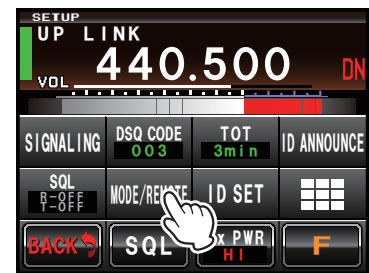 SETUP
UP LINK
VOL 440.500 DN
SIGNALING DSQ CODE 003 TOT 3min ID ANNOUNCE
SQL R-OFF T-OFF MODE/REMOTE ID SET
BACK SQL PWR HI F